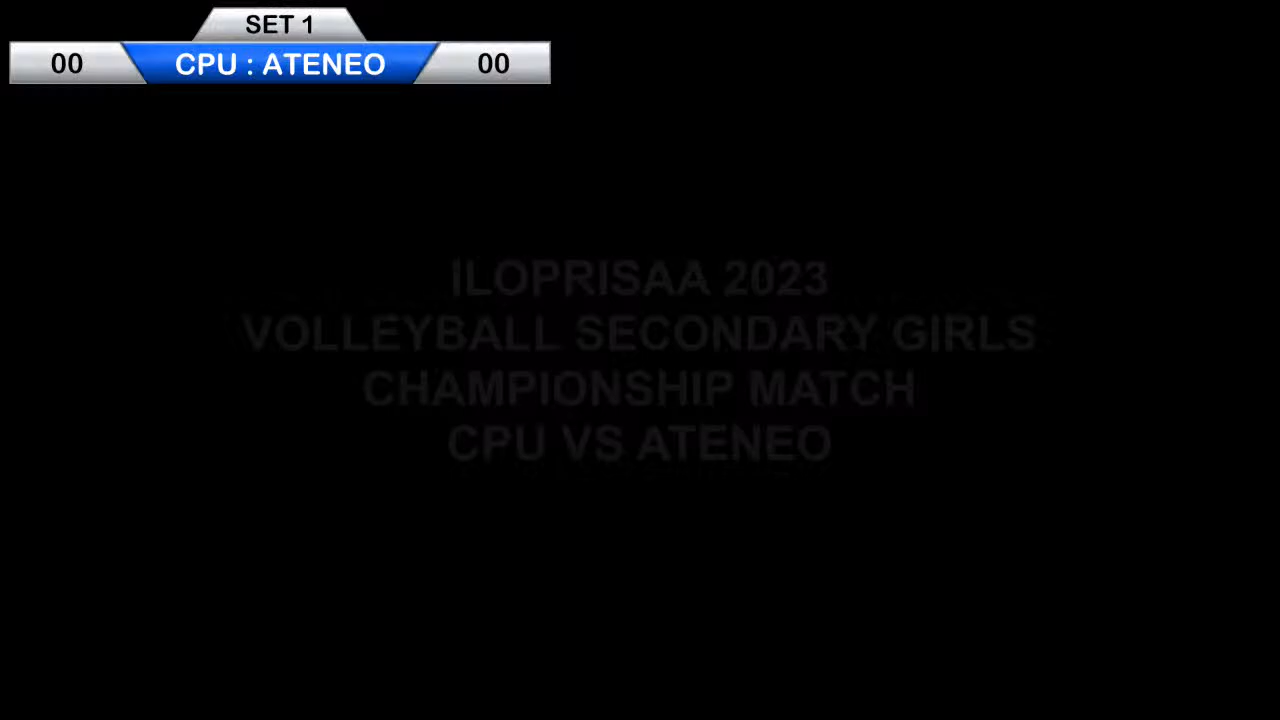 SET 1
00 CPU : ATENEO 00
ILOPRISAA 2023
VOLLEYBALL SECONDARY GIRLS
CHAMPIONSHIP MATCH
CPU VS ATENEO